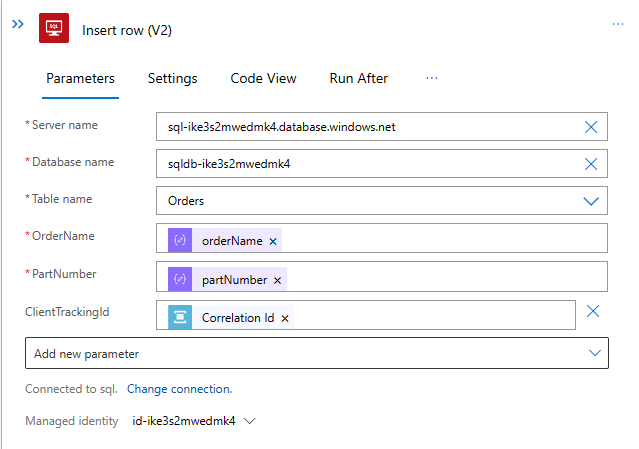 SQL
Insert row (V2)
Parameters Settings Code View Run After
* Server name sql-ike3s2mwedmk4.database.windows.net
* Database name sqldb-ike3s2mwedmk4
* Table name Orders
* OrderName orderName
* PartNumber partNumber
ClientTrackingId Correlation Id
Add new parameter
Connected to sql. Change connection.
Managed identity id-ike3s2mwedmk4